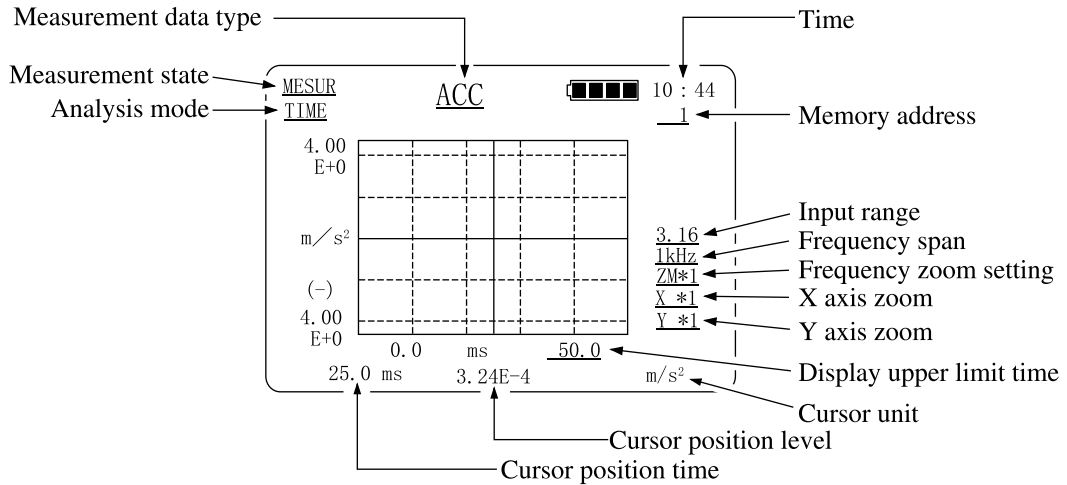 Measurement data type
Time
Measurement state
MESUR
ACC
10 : 44
Analysis mode
TIME
1
Memory address
4.00
E+0
m/s²
(−)
4.00
E+0
3.16
Input range
1kHz
Frequency span
ZM*1
Frequency zoom setting
X *1
X axis zoom
Y *1
Y axis zoom
0.0 ms 50.0
Display upper limit time
25.0 ms 3.24E-4 m/s²
Cursor unit
Cursor position level
Cursor position time